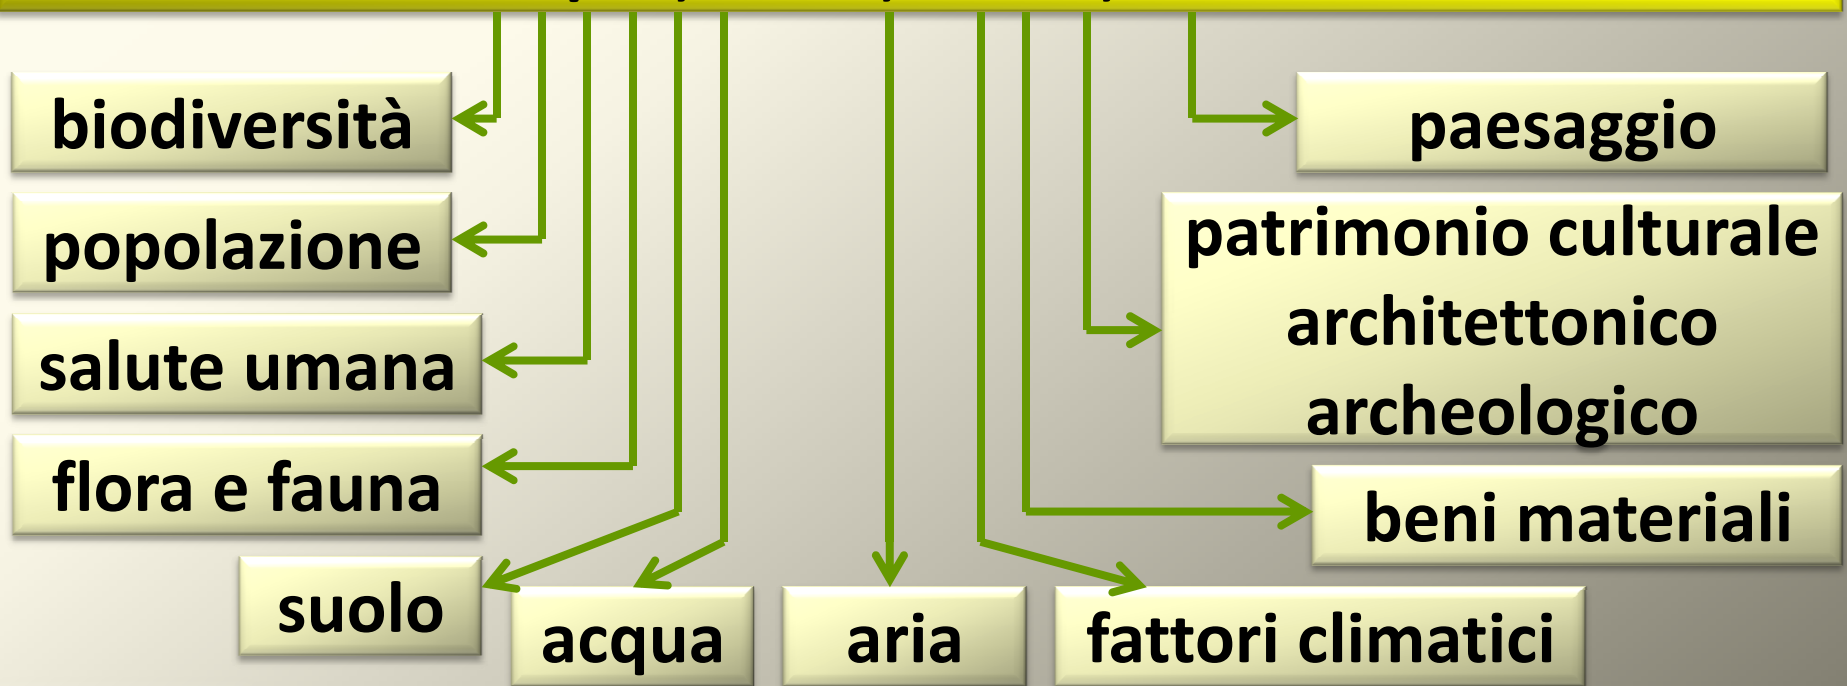 biodiversità
popolazione
salute umana
flora e fauna
suolo
acqua
aria
fattori climatici
paesaggio
patrimonio culturale
architettonico
archeologico
beni materiali